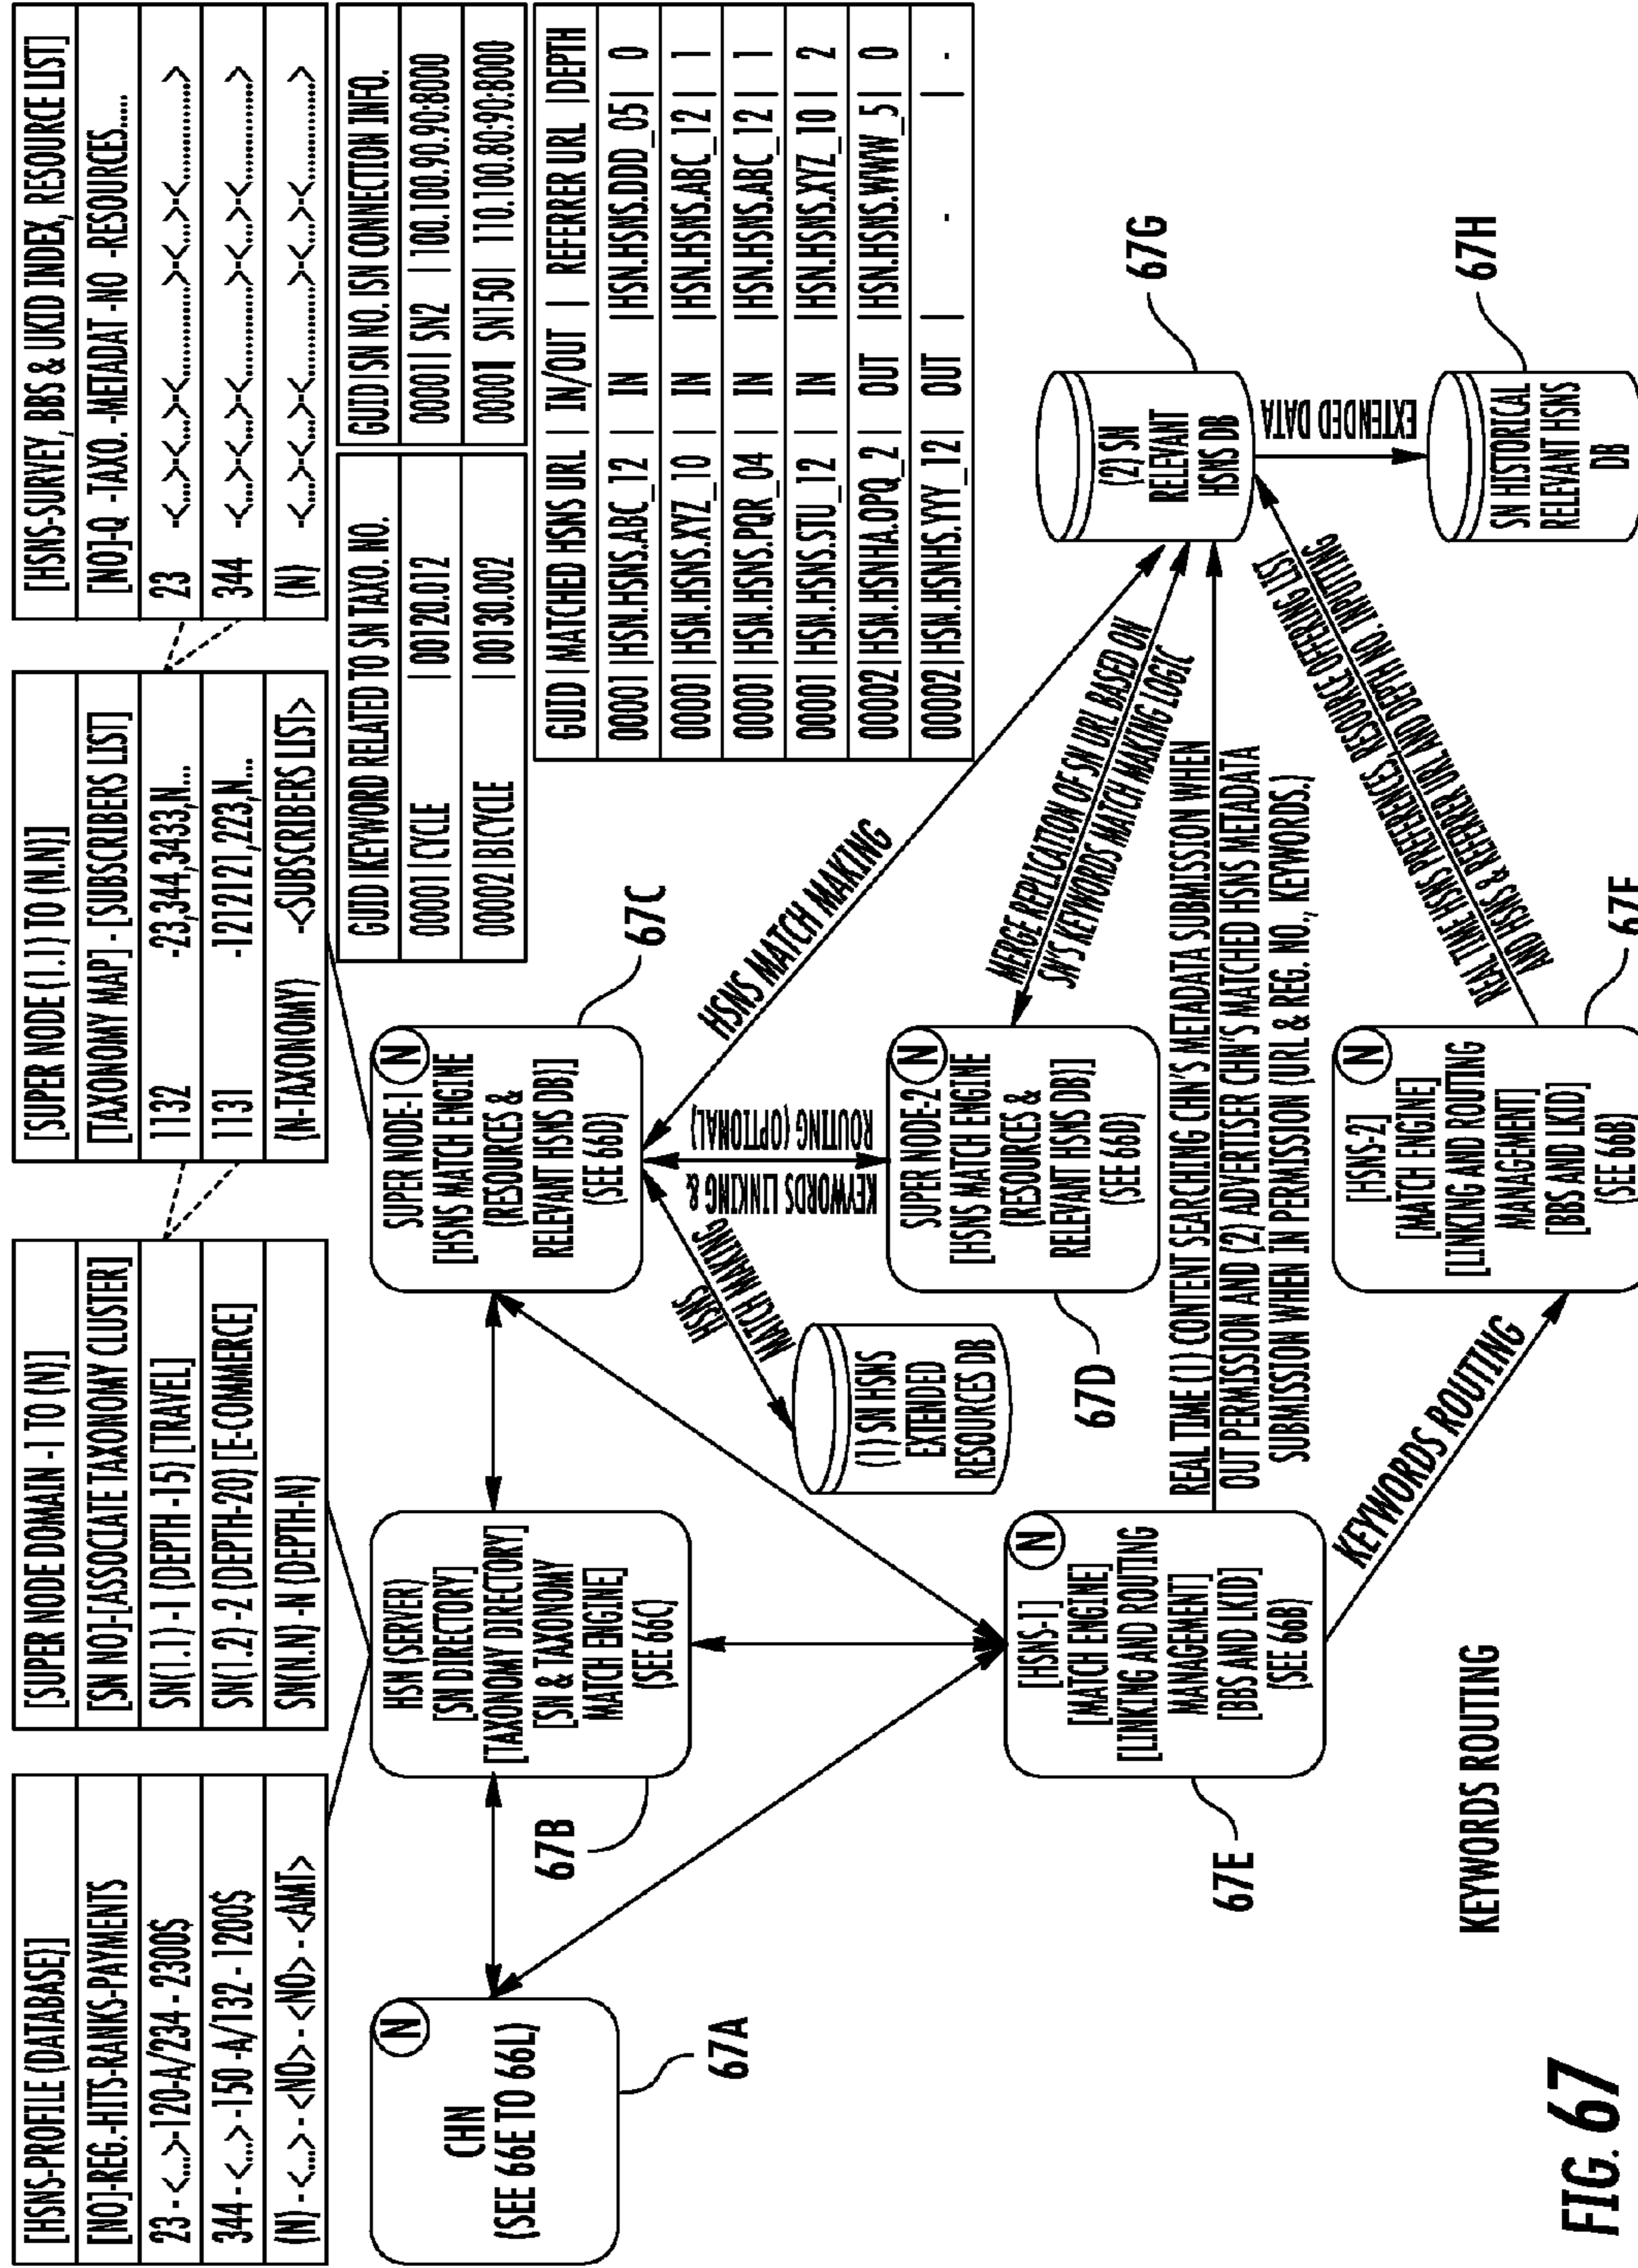 [HSNS-PROFILE (DATABASE)]
[NO]-REG.-HITS-RANKS-PAYMENTS
23 - <...>-120-A/234 - 2300$
344 - <...> -150 -A/132 - 1200$
(N) - <...> - <NO> - <NO> - <AMT>
[SUPER NODE DOMAIN -1 TO (N)]
[SN NO]-[ASSOCIATE TAXONOMY CLUSTER]
SN(1.1) -1 (DEPTH -15) [TRAVEL]
SN(1.2) -2 (DEPTH-20) [E-COMMERCE]
SN(N.N) -N (DEPTH-N)
[SUPER NODE (1.1) TO (N.N)]
[TAXONOMY MAP] - [SUBSCRIBERS LIST]
1132 -23,344,3433,N...
1131 -1212121,223,N...
(N-TAXONOMY) -<SUBSCRIBERS LIST>
[HSNS-SURVEY, BBS & UKID INDEX, RESOURCE LIST]
[NO]-Q -TAXO. -METADAT -NO -RESOURCES.....
23 -<...>-<...>-<...............>-<...>-<...............>
344 -<...>-<...>-<...............>-<...>-<...............>
(N) -<...>-<...>-<...............>-<...>-<...............>
GUID |KEYWORD RELATED TO SN TAXO. NO.
00001|CYCLE |00120.012
00002|BICYCLE |00130.002
GUID |SN NO. |SN CONNECTION INFO.
00001| SN2 | 100.100.90.90:8000
00001| SN150 | 110.100.80.90:8000
GUID | MATCHED HSNS URL | IN/OUT | REFERRER URL |DEPTH
00001 |HSN.HSNS.ABC_12 | IN |HSN.HSNS.DDD_05| 0
00001 |HSN.HSNS.XYZ_10 | IN |HSN.HSNS.ABC_12 | 1
00001 |HSN.HSNS.PQR_04 | IN |HSN.HSNS.ABC_12 | 1
00001 |HSN.HSNS.STU_12 | IN |HSN.HSNS.XYZ_10 | 2
00002 |HSN.HSNHA.OPQ_2 | OUT |HSN.HSNS.WWW_5| 0
00002 |HSN.HSNHS.YYY_12| OUT | - | -
CHN
(SEE 66E TO 66L)
N
67A
HSN (SERVER)
[SN DIRECTORY]
[TAXONOMY DIRECTORY]
[SN & TAXONOMY
MATCH ENGINE]
(SEE 66C)
67B
SUPER NODE-1
[HSNS MATCH ENGINE
(RESOURCES &
RELEVANT HSNS DB)]
(SEE 66D)
N
67C
HSNS
MATCH MAKING
(1) SN HSNS
EXTENDED
RESOURCES DB
KEYWORDS LINKING &
ROUTING (OPTIONAL)
HSNS MATCH MAKING
SUPER NODE-2
[HSNS MATCH ENGINE
(RESOURCES &
RELEVANT HSNS DB)]
(SEE 66D)
N
67D
MERGE REPLICATION OF SN URL BASED ON
SN'S KEYWORDS MATCH MAKING LOGIC
[HSNS-1]
[MATCH ENGINE]
[LINKING AND ROUTING
MANAGEMENT]
[BBS AND LKID]
(SEE 66B)
N
67E
REAL TIME (1) CONTENT SEARCHING CHN'S METADATA SUBMISSION WHEN
OUT PERMISSION AND (2) ADVERTISER CHN'S MATCHED HSNS METADATA
SUBMISSION WHEN IN PERMISSION (URL & REG. NO., KEYWORDS.)
KEYWORDS ROUTING
[HSNS-2]
[MATCH ENGINE]
[LINKING AND ROUTING
MANAGEMENT]
[BBS AND LKID]
(SEE 66B)
N
67F
REAL TIME HSNS PREFERENCES, RESOURCE OFFERING LIST
AND HSNS & REFERRER URL AND DEPTH NO. INPUTING
(2) SN
RELEVANT
HSNS DB
67G
EXTENDED DATA
SN HISTORICAL
RELEVANT HSNS
DB
67H
KEYWORDS ROUTING
FIG. 67